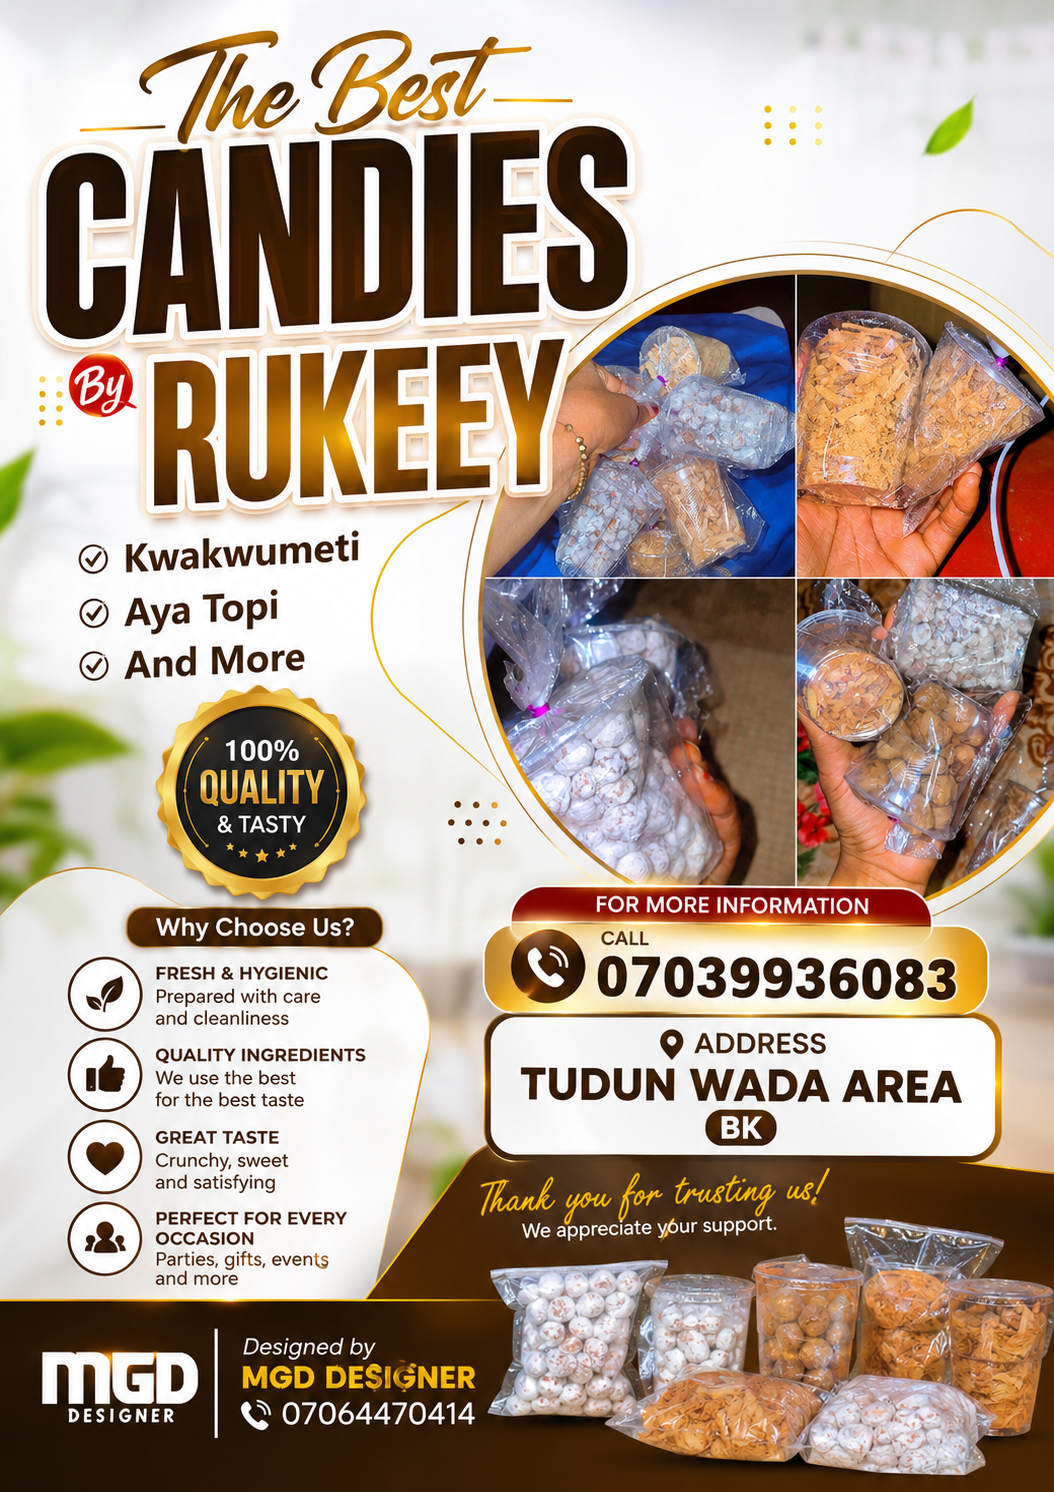 The Best
CANDIES
By
RUKEEY
Kwakwumeti
Aya Topi
And More
100%
QUALITY
& TASTY
Why Choose Us?
FRESH & HYGIENIC
Prepared with care
and cleanliness
QUALITY INGREDIENTS
We use the best
for the best taste
GREAT TASTE
Crunchy, sweet
and satisfying
PERFECT FOR EVERY
OCCASION
Parties, gifts, events
and more
FOR MORE INFORMATION
CALL
07039936083
ADDRESS
TUDUN WADA AREA
BK
Thank you for trusting us!
We appreciate your support.
MGD
DESIGNER
Designed by
MGD DESIGNER
07064470414